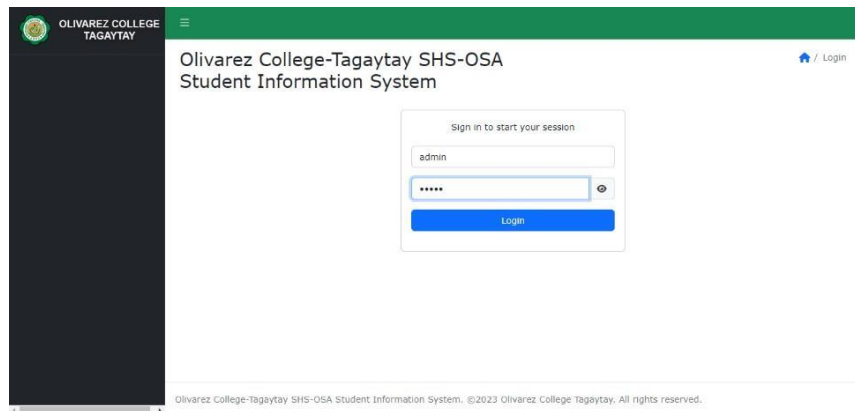 OLIVAREZ COLLEGE
TAGAYTAY
Olivarez College-Tagaytay SHS-OSA
Student Information System
/ Login
Sign in to start your session
admin
•••••
Login
Olivarez College-Tagaytay SHS-OSA Student Information System. ©2023 Olivarez College Tagaytay. All rights reserved.